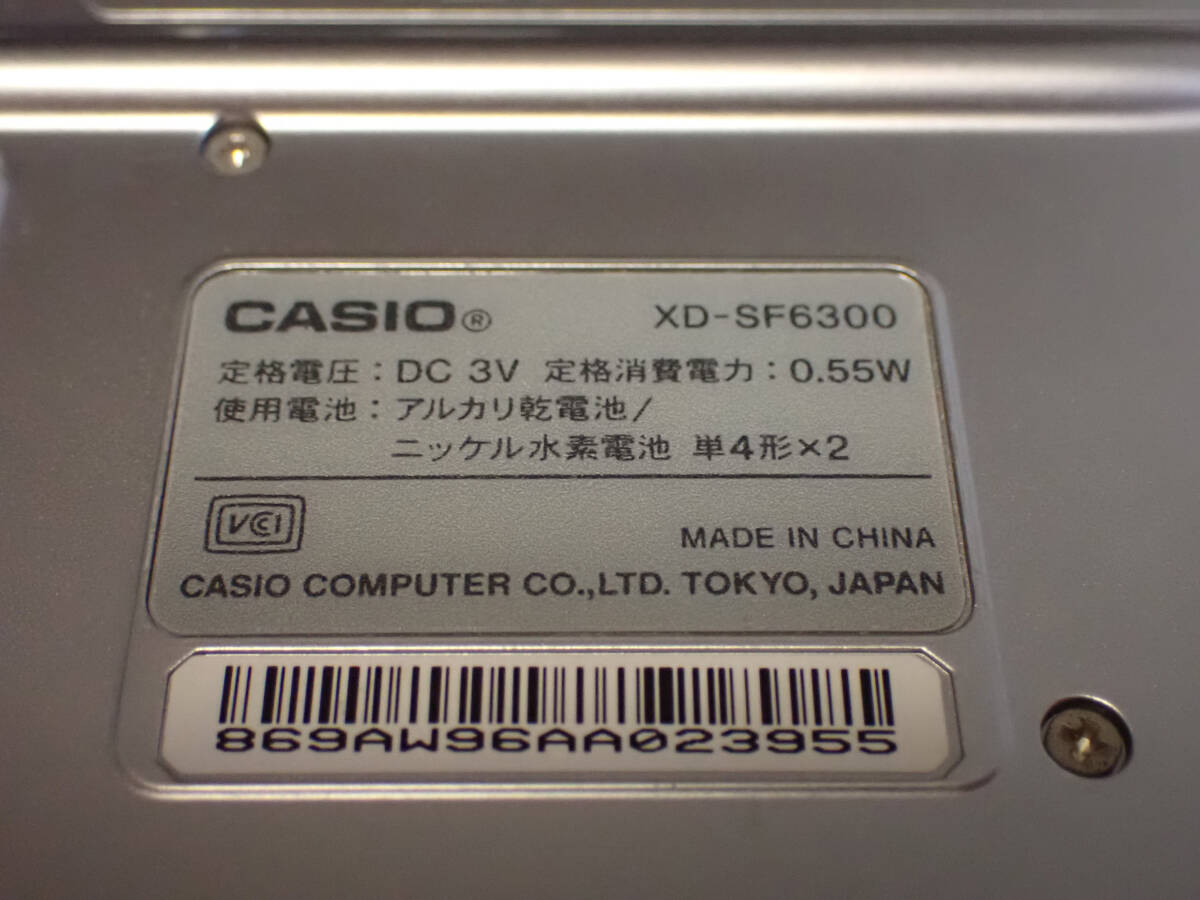 CASIO® XD-SF6300
定格電圧：DC 3V 定格消費電力：0.55W
使用電池：アルカリ乾電池/
ニッケル水素電池 単4形×2
VCCI
MADE IN CHINA
CASIO COMPUTER CO.,LTD. TOKYO, JAPAN
869AW96AA023955